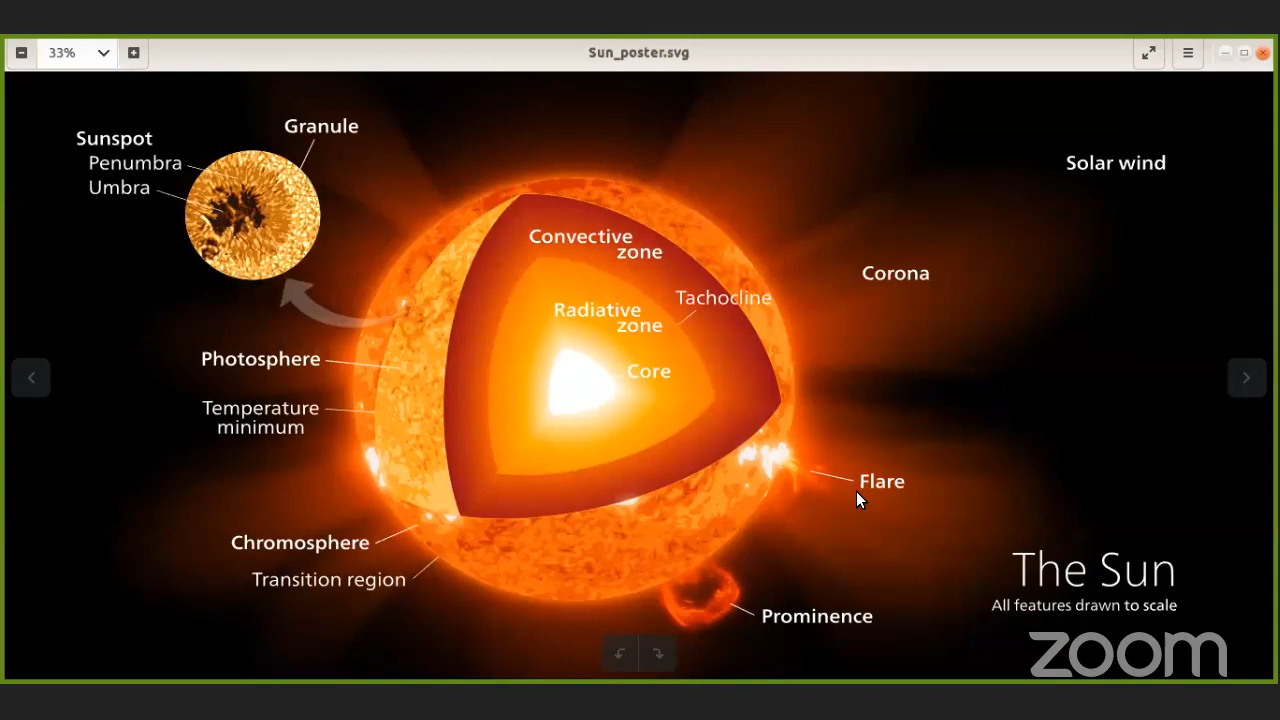 33%
Sun_poster.svg
Sunspot
Penumbra
Umbra
Granule
Solar wind
Convective
zone
Corona
Radiative
zone
Tachocline
Core
Photosphere
Temperature
minimum
Flare
Chromosphere
Transition region
Prominence
The Sun
All features drawn to scale
zoom